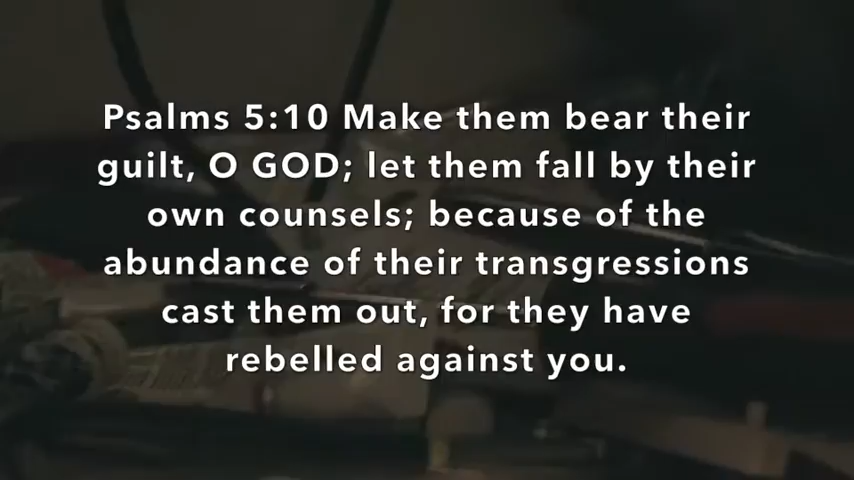 Psalms 5:10 Make them bear their
guilt, O GOD; let them fall by their
own counsels; because of the
abundance of their transgressions
cast them out, for they have
rebelled against you.